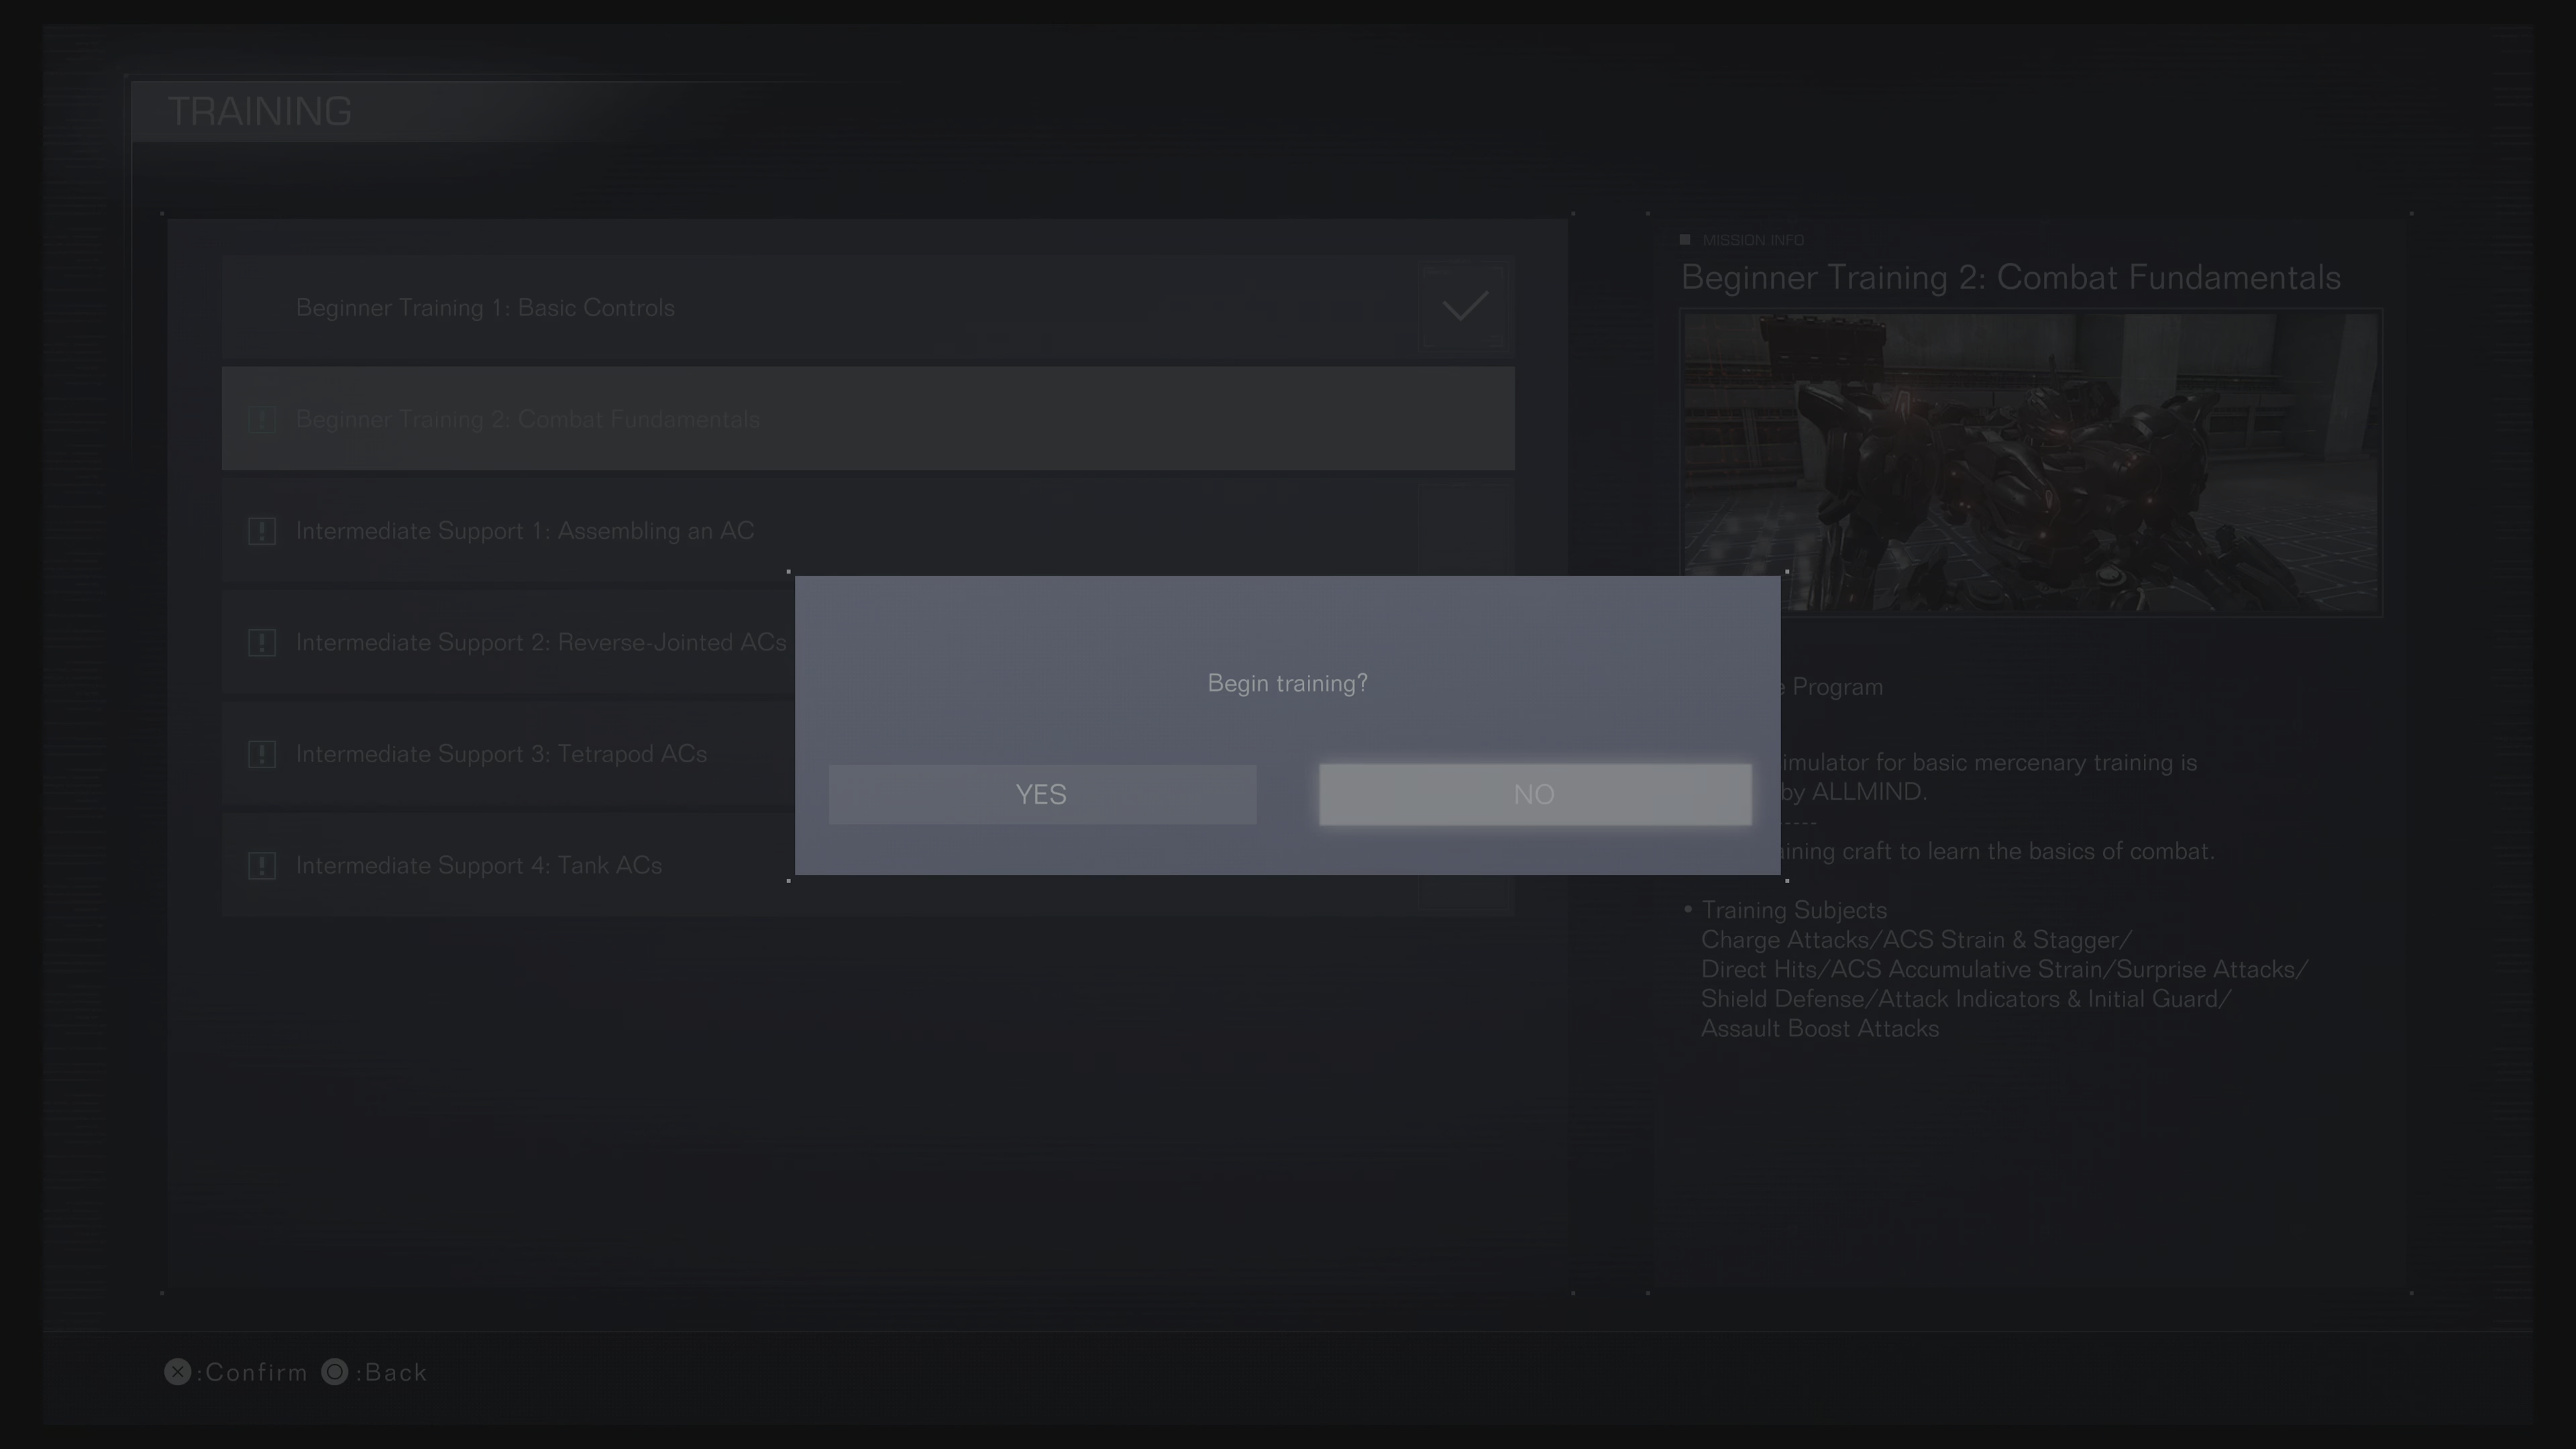 TRAINING
Beginner Training 1: Basic Controls
Beginner Training 2: Combat Fundamentals
Intermediate Support 1: Assembling an AC
Intermediate Support 2: Reverse-Jointed ACs
Intermediate Support 3: Tetrapod ACs
Intermediate Support 4: Tank ACs
Begin training?
YES
NO
MISSION INFO
Beginner Training 2: Combat Fundamentals
Program
simulator for basic mercenary training is
by ALLMIND.
-----
craft to learn the basics of combat.
• Training Subjects
Charge Attacks/ACS Strain & Stagger/
Direct Hits/ACS Accumulative Strain/Surprise Attacks/
Shield Defense/Attack Indicators & Initial Guard/
Assault Boost Attacks
:Confirm :Back